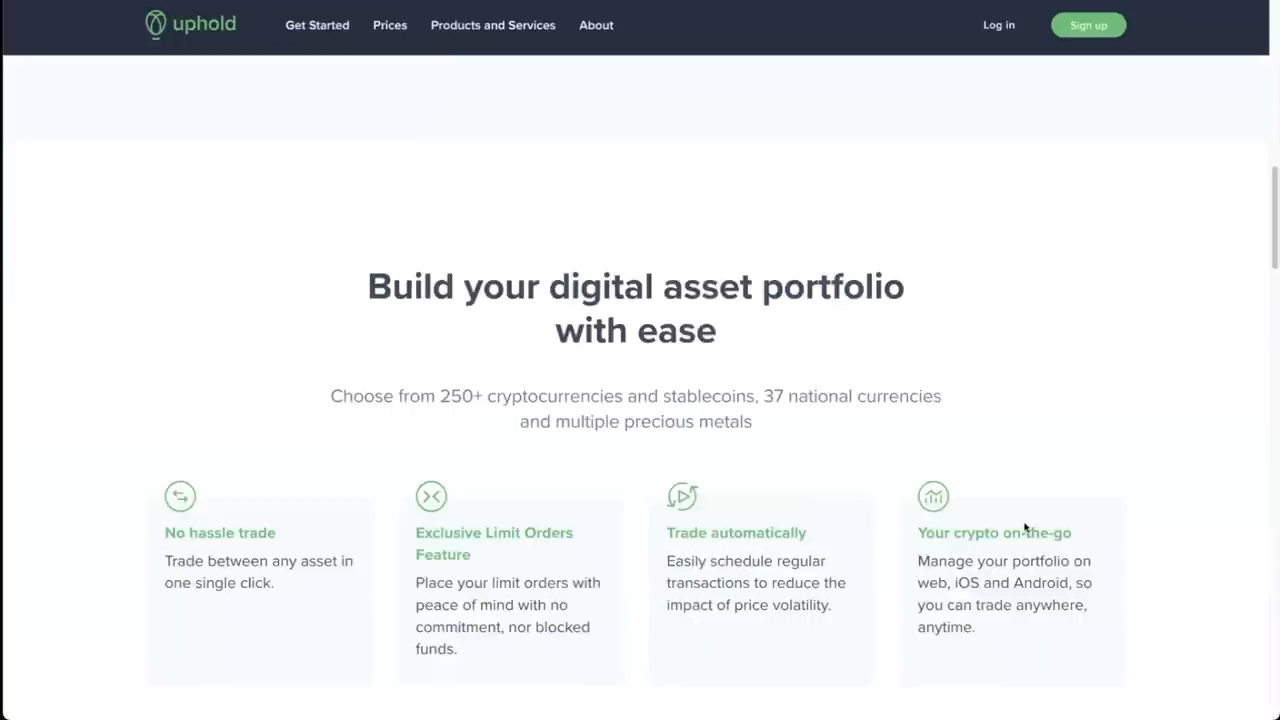 uphold Get Started Prices Products and Services About Log in Sign up
Build your digital asset portfolio
with ease
Choose from 250+ cryptocurrencies and stablecoins, 37 national currencies
and multiple precious metals
No hassle trade
Trade between any asset in
one single click.
Exclusive Limit Orders
Feature
Place your limit orders with
peace of mind with no
commitment, nor blocked
funds.
Trade automatically
Easily schedule regular
transactions to reduce the
impact of price volatility.
Your crypto on-the-go
Manage your portfolio on
web, iOS and Android, so
you can trade anywhere,
anytime.